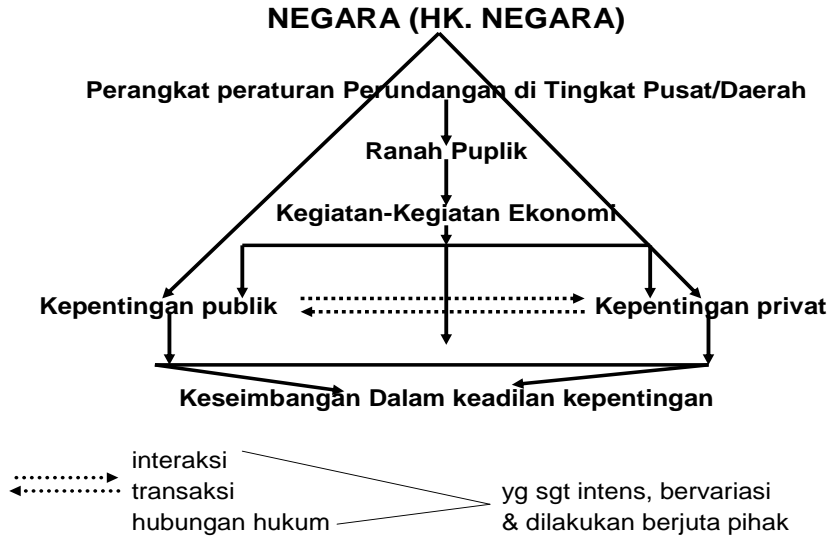 NEGARA (HK. NEGARA)
Perangkat peraturan Perundangan di Tingkat Pusat/Daerah
Ranah Puplik
Kegiatan-Kegiatan Ekonomi
Kepentingan publik
Kepentingan privat
Keseimbangan Dalam keadilan kepentingan
interaksi
transaksi
hubungan hukum
yg sgt intens, bervariasi
& dilakukan berjuta pihak